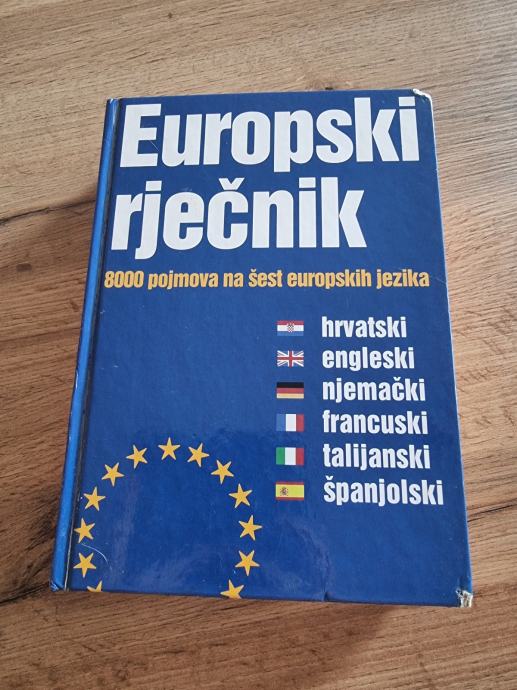 Europski
rječnik
8000 pojmova na šest europskih jezika
hrvatski
engleski
njemački
francuski
talijanski
španjolski